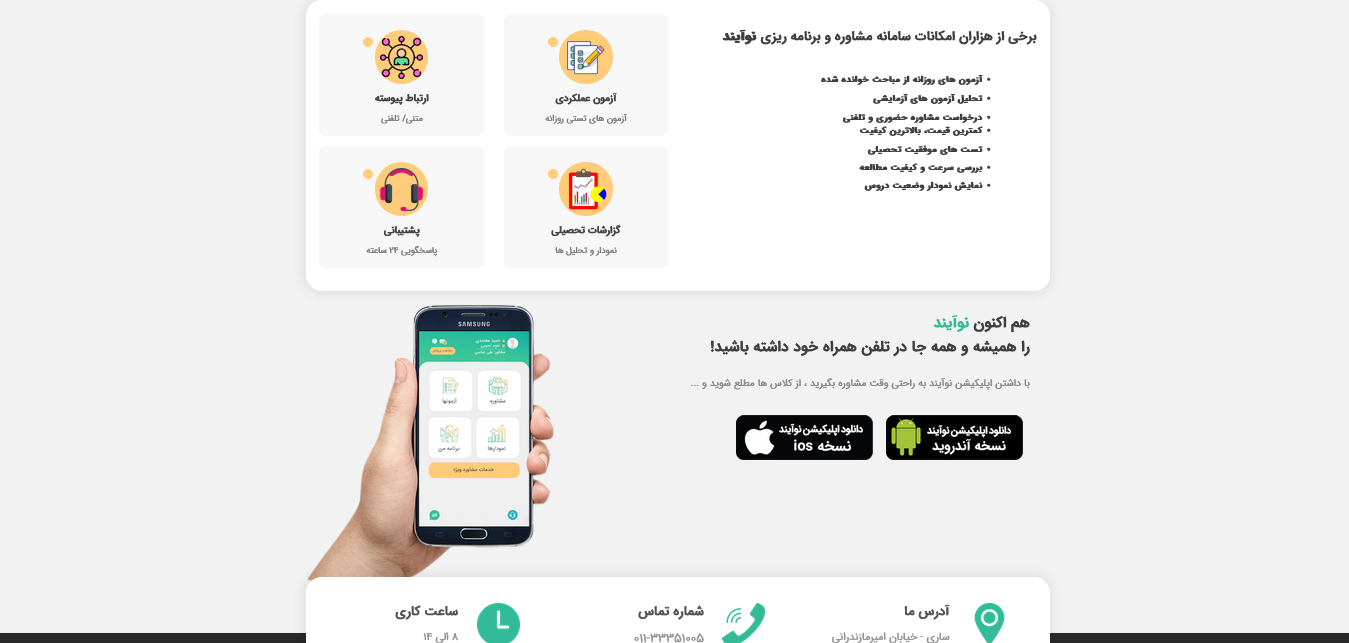 برخی از هزاران امکانات سامانه مشاوره و برنامه ریزی نوآیند
آزمون های روزانه از مباحث خوانده شده
تحلیل آزمون های آزمایشی
درخواست مشاوره حضوری و تلفنی
کمترین قیمت، بالاترین کیفیت
تست های موفقیت تحصیلی
بررسی سرعت و کیفیت مطالعه
نمایش نمودار وضعیت دروس
آزمون عملکردی
آزمون های تستی روزانه
ارتباط پیوسته
متنی/ تلفنی
گزارشات تحصیلی
نمودار و تحلیل ها
پشتیبانی
پاسخگویی ۲۴ ساعته
هم اکنون نوآیند
را همیشه و همه جا در تلفن همراه خود داشته باشید!
با داشتن اپلیکیشن نوآیند به راحتی وقت مشاوره بگیرید ، از کلاس ها مطلع شوید و ...
دانلود اپلیکیشن نوآیند
نسخه آندروید
دانلود اپلیکیشن نوآیند
نسخه ios
SAMSUNG
مشاوره
آزمونها
نمودارها
برنامه من
خدمات مشاوره ویژه
آدرس ما
ساری - خیابان امیرمازندرانی
شماره تماس
۰۱۱-۳۳۳۵۱۰۰۵
ساعت کاری
۸ الی ۱۴